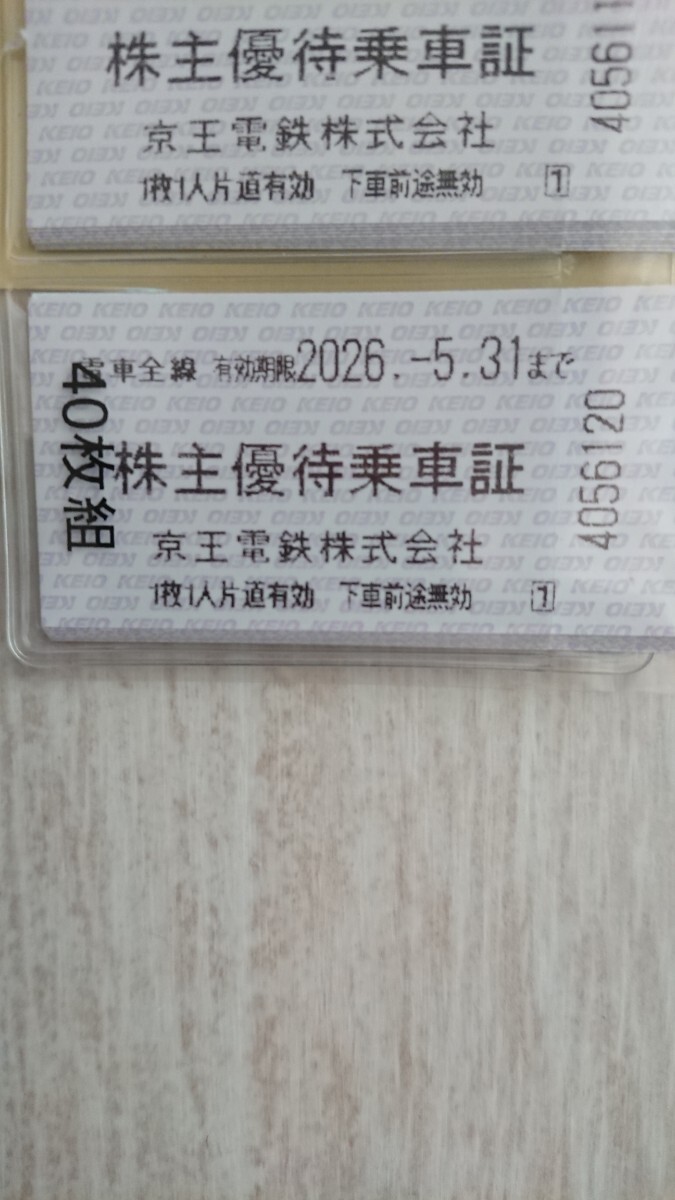 株主優待乗車証
京王電鉄株式会社
1枚1人片道有効 下車前途無効 1
電車全線 有効期限2026.-5.31まで
株主優待乗車証
京王電鉄株式会社
1枚1人片道有効 下車前途無効 1
40枚組
4056120